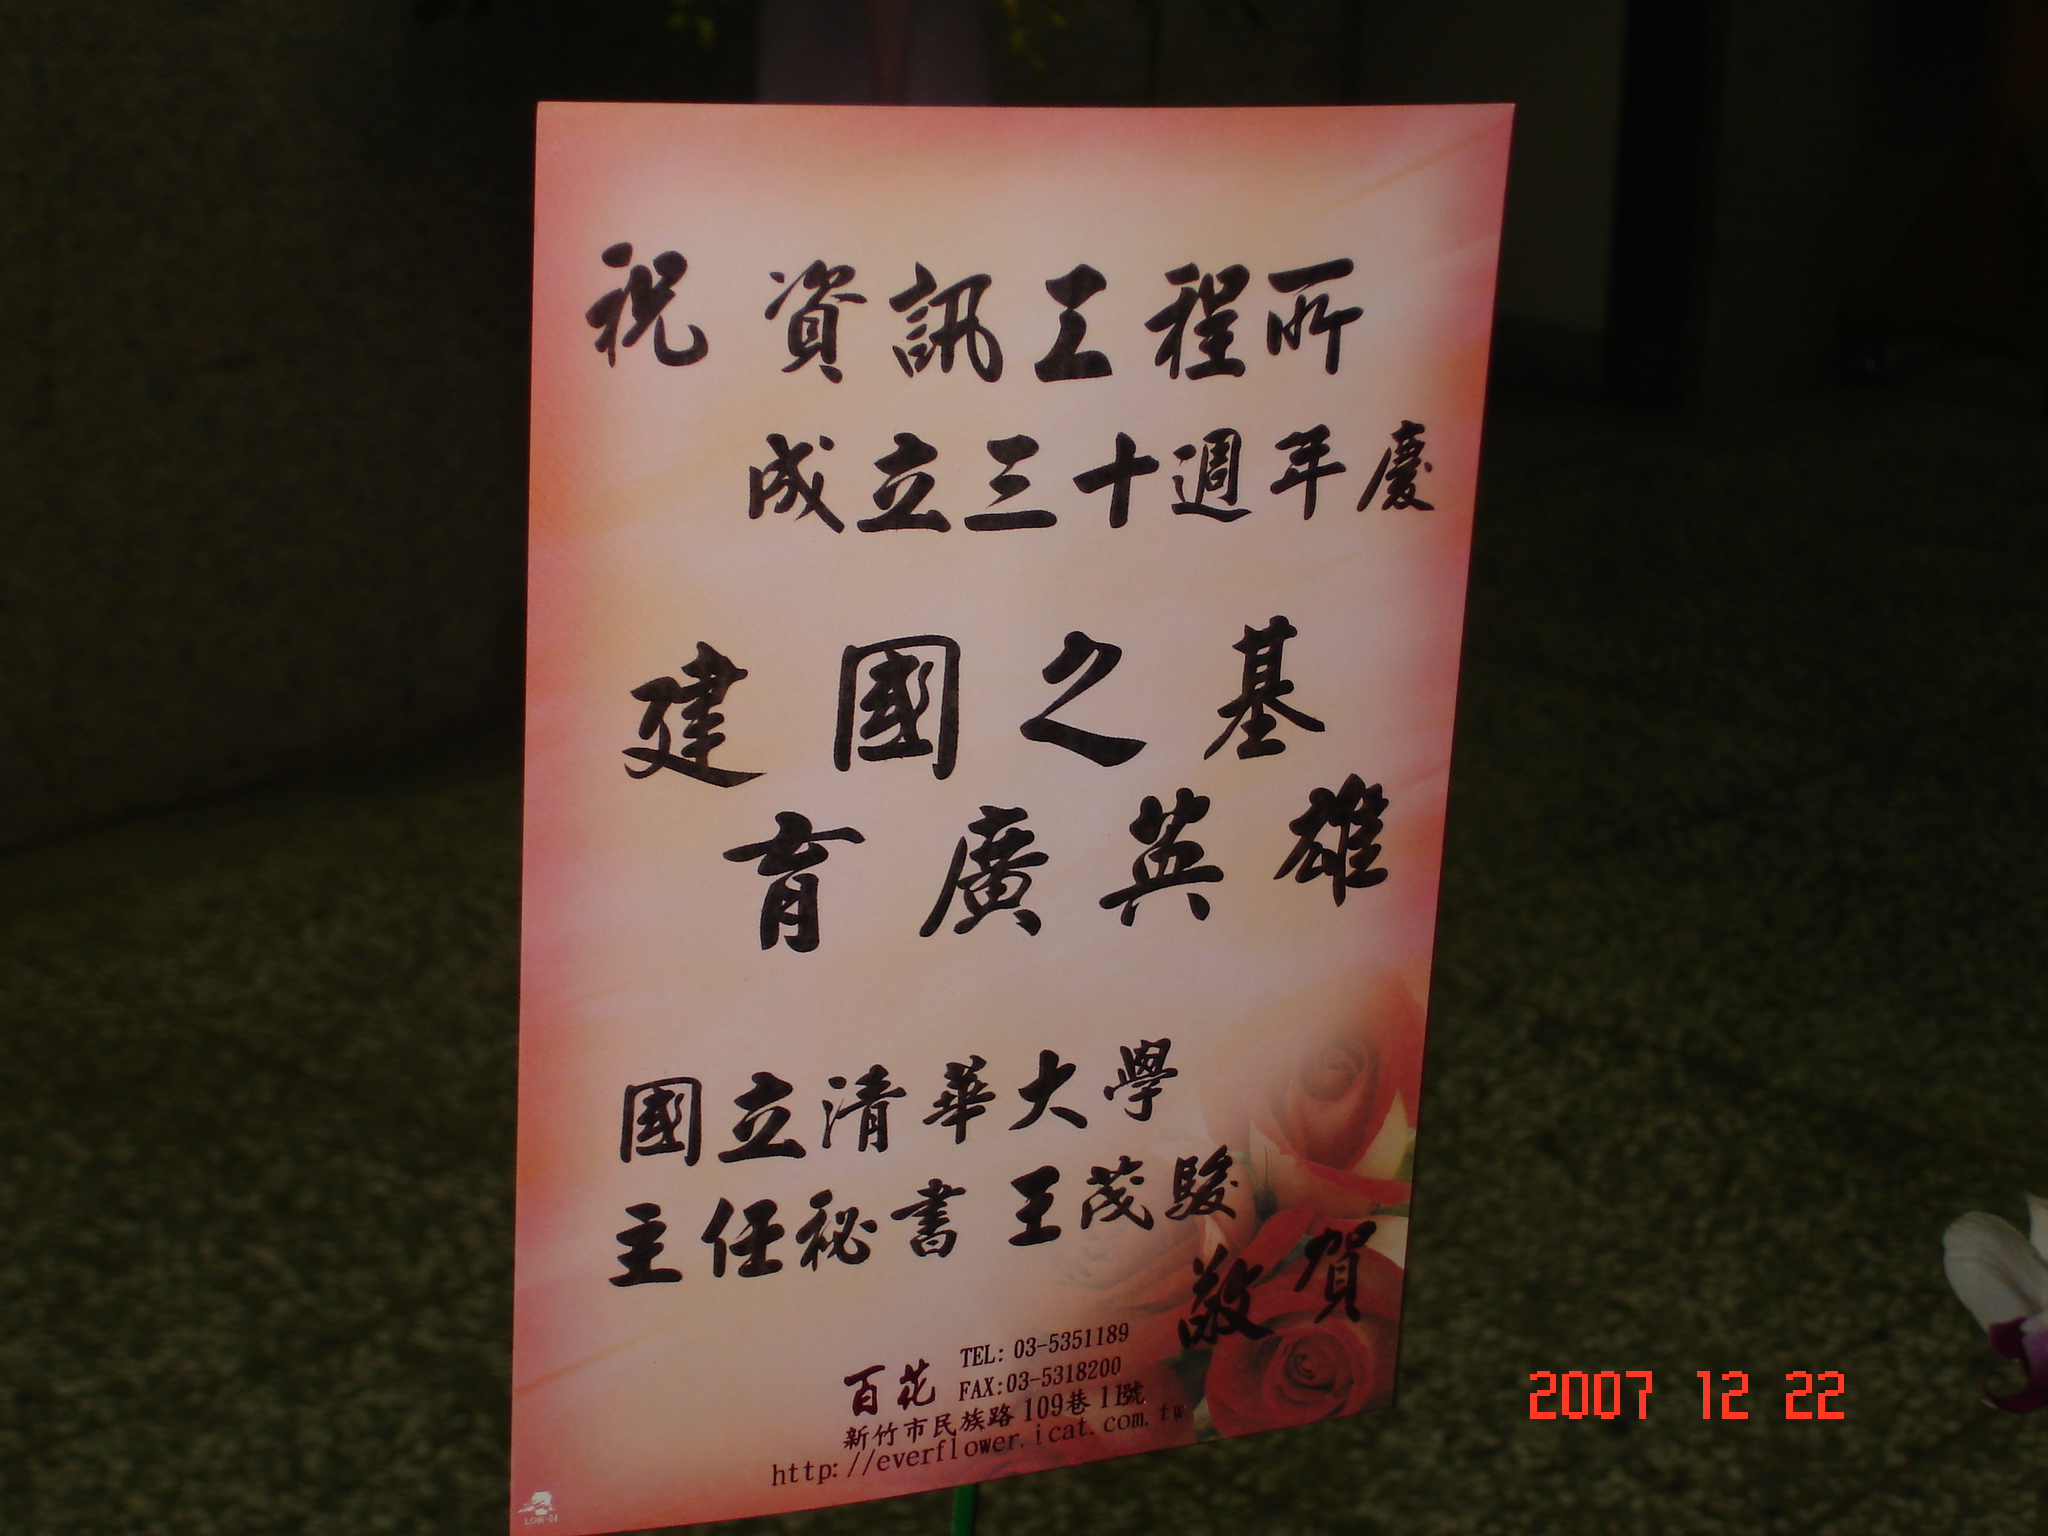 祝 資訊工程所
成立三十週年慶
建國之基
育廣英雄
國立清華大學
主任秘書 王茂駿
敬賀
百花
TEL: 03-5351189
FAX:03-5318200
新竹市民族路109巷11號
http://everflower.icat.com.tw
2007 12 22